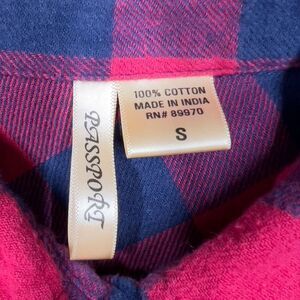 PASSPORT
100% COTTON
MADE IN INDIA
RN# 89970
S